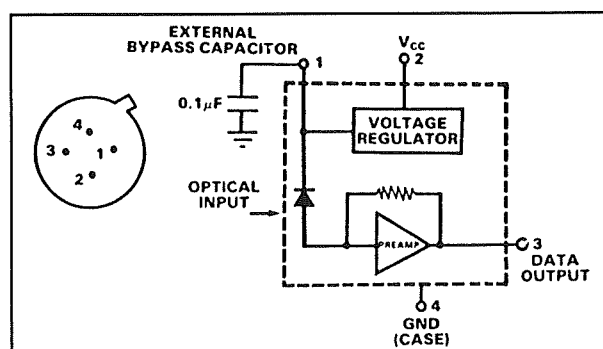 EXTERNAL
BYPASS CAPACITOR
1
VCC
2
0.1μF
VOLTAGE
REGULATOR
4
3
1
2
OPTICAL
INPUT
PREAMP
3
DATA
OUTPUT
4
GND
(CASE)